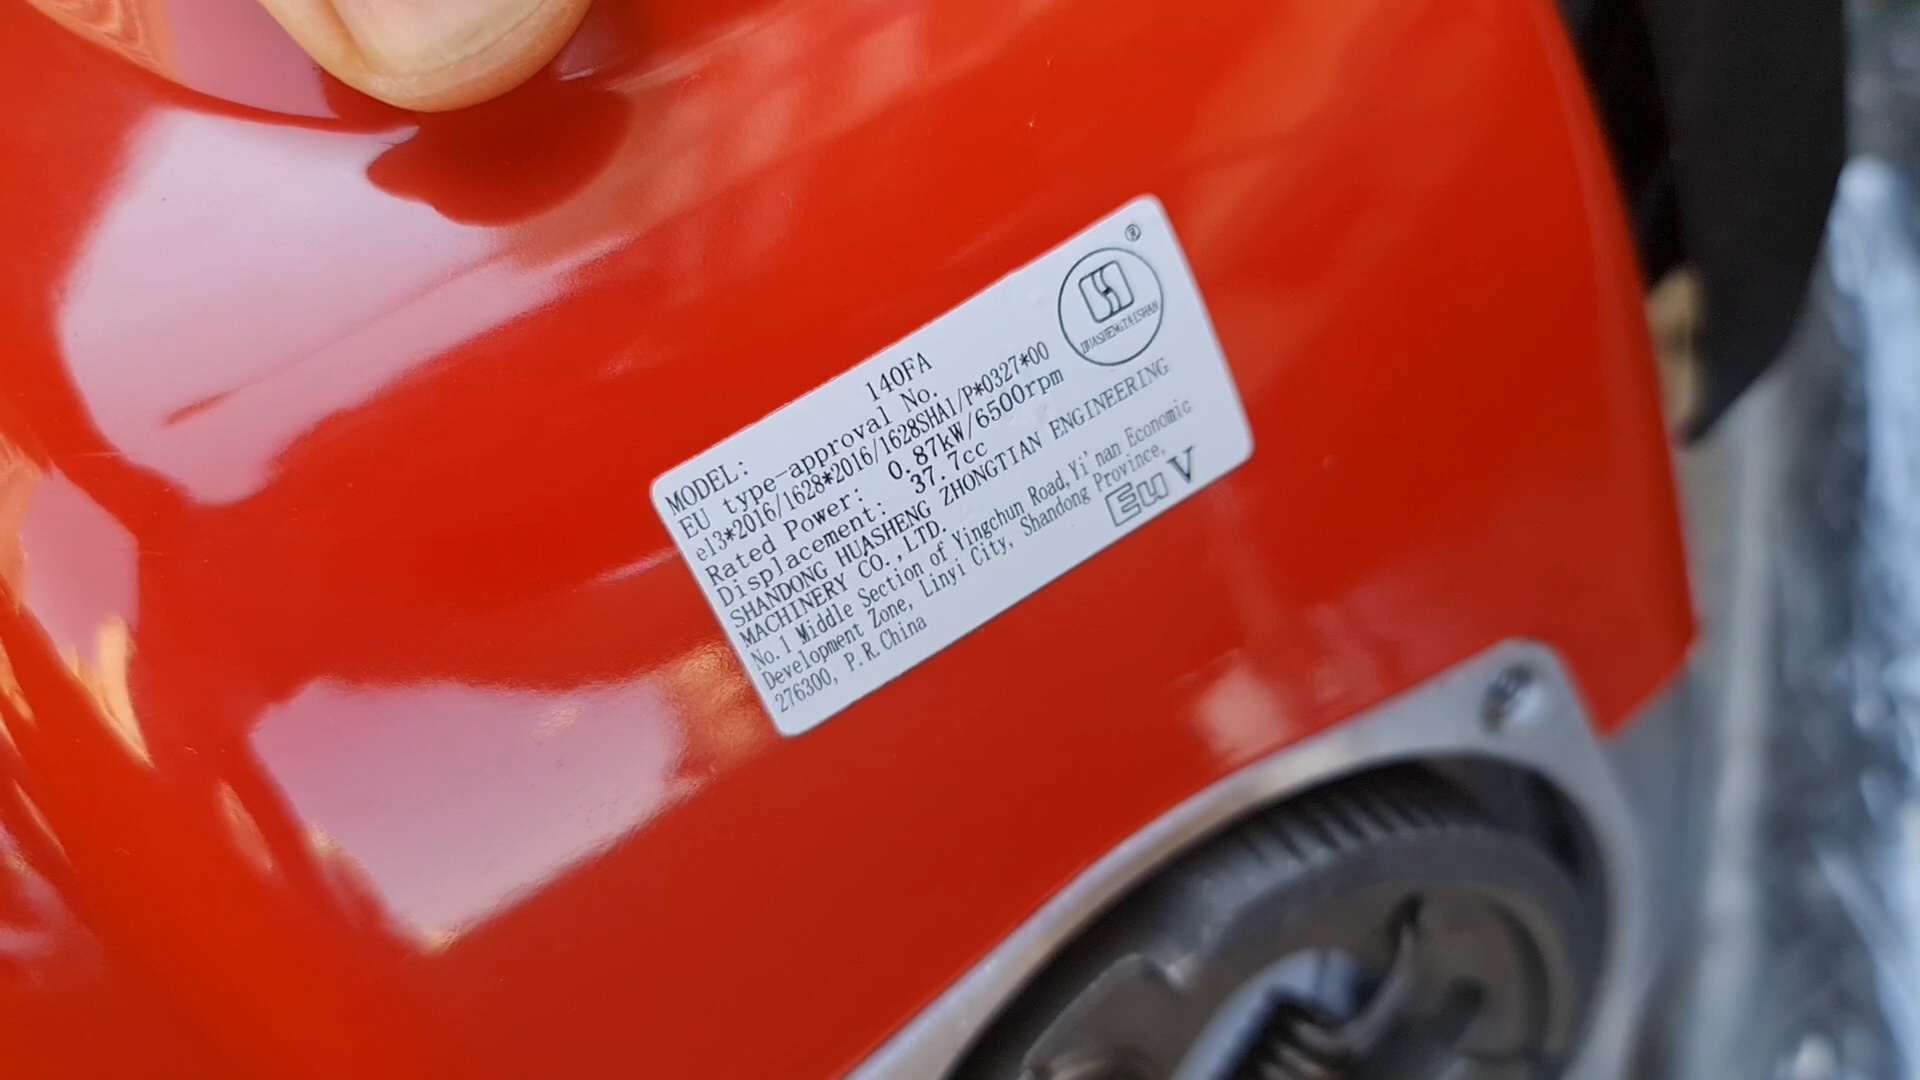 ®
HUASHENGTAISHAN
MODEL: 140FA
EU type-approval No.
e13*2016/1628*2016/1628SHA1/P*0327*00
Rated Power: 0.87kW/6500rpm
Displacement: 37.7cc
SHANDONG HUASHENG ZHONGTIAN ENGINEERING
MACHINERY CO.,LTD.
No.1 Middle Section of Yingchun Road,Yi'nan Economic
Development Zone, Linyi City, Shandong Province,
276300, P.R.China
Eu V